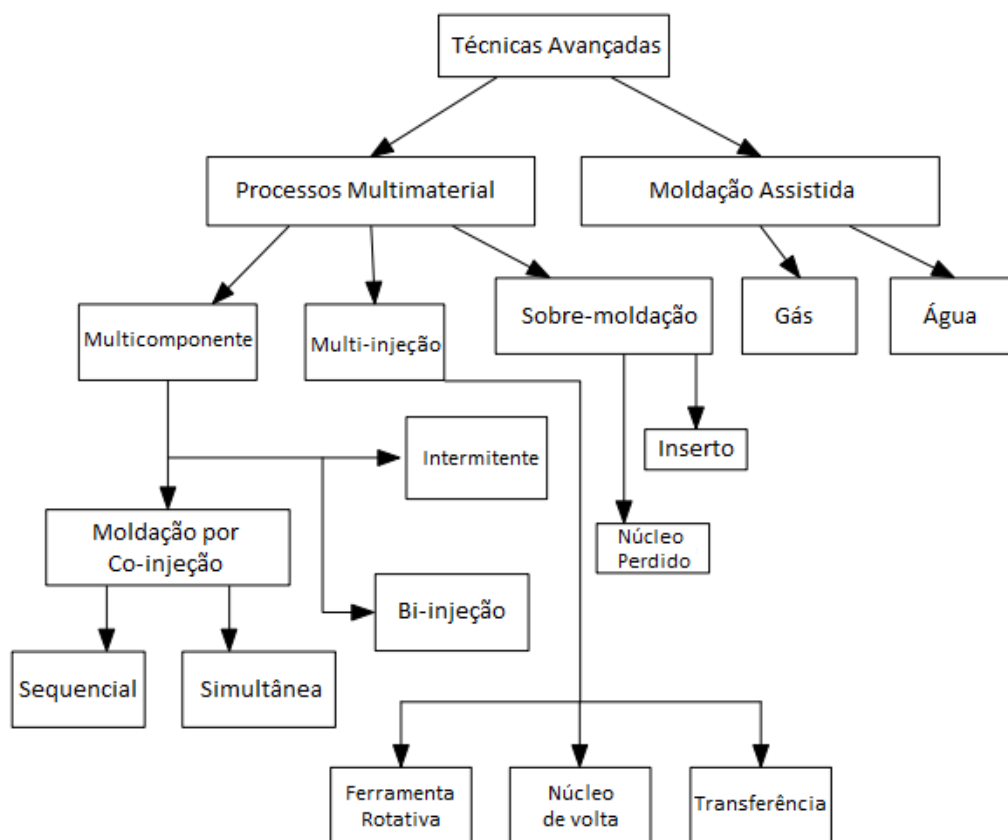 Técnicas Avançadas
Processos Multimaterial
Moldação Assistida
Multicomponente
Multi-injeção
Sobre-moldação
Gás
Água
Intermitente
Inserto
Moldação por
Co-injeção
Núcleo
Perdido
Bi-injeção
Sequencial
Simultânea
Ferramenta
Rotativa
Núcleo
de volta
Transferência